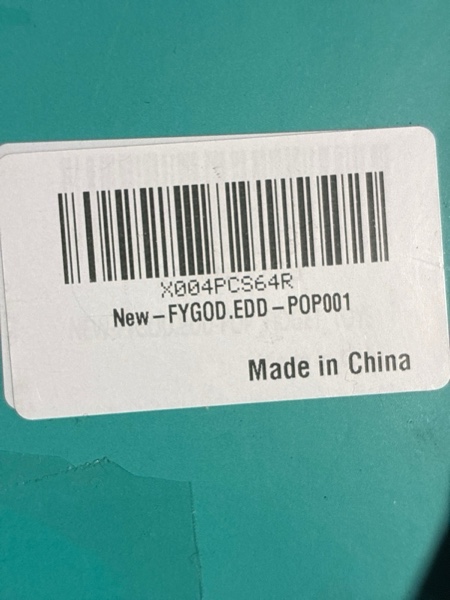 X004PCS64R
New-FYGOD.EDD-POP001
Made in China